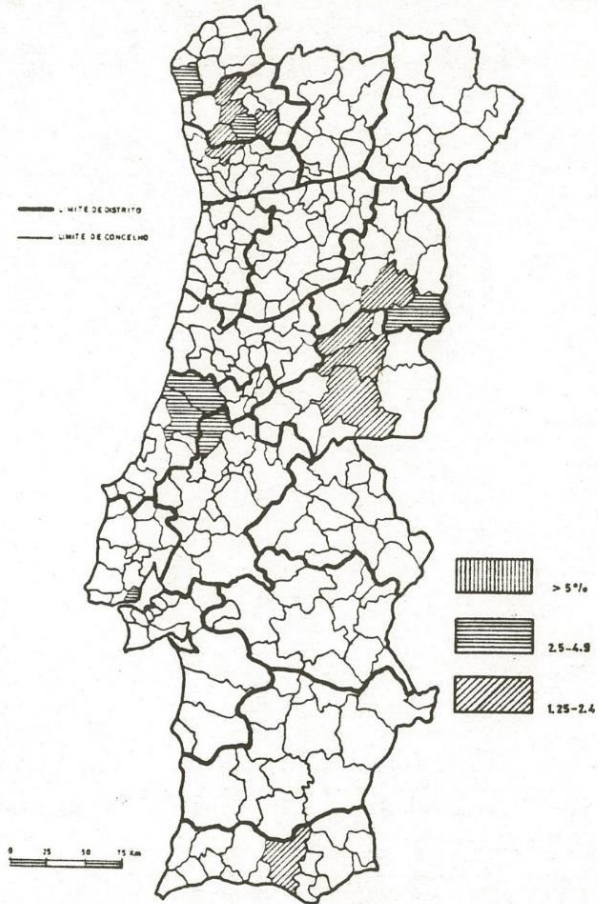 LIMITE DE DISTRITO
LIMITE DE CONCELHO
> 5%
2.5-4.9
1.25-2.4
0 25 50 75 Km